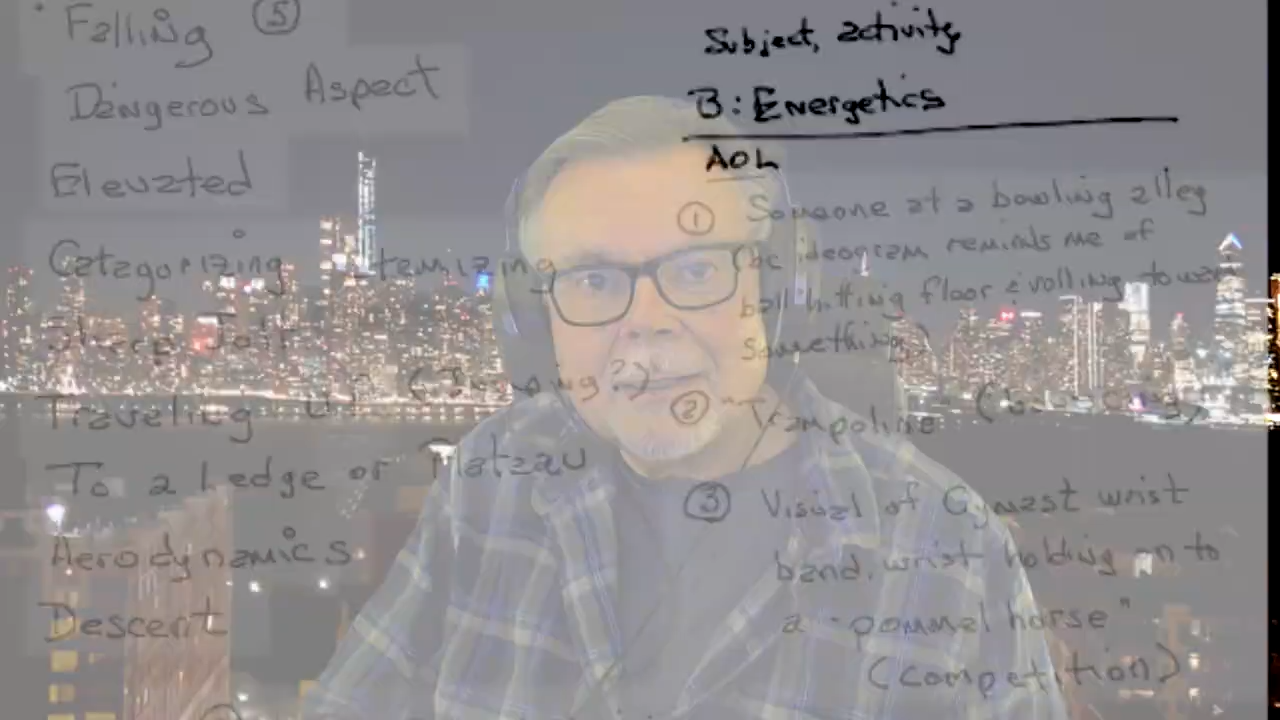 Falling ⑤
Dangerous Aspect
Elevated
Categorizing Itemizing
Traveling
To a Ledge or Plateau
Aerodynamics
Descent
Subject, activity
B: Energetics
AOL
① Someone at a bowling alley
(bc ideogram reminds me of
ball hitting floor & rolling toward
something)
② "Trampoline
③ Visual of Gymnast wrist
band, wrist holding on to
a "pommel horse"
(competition)